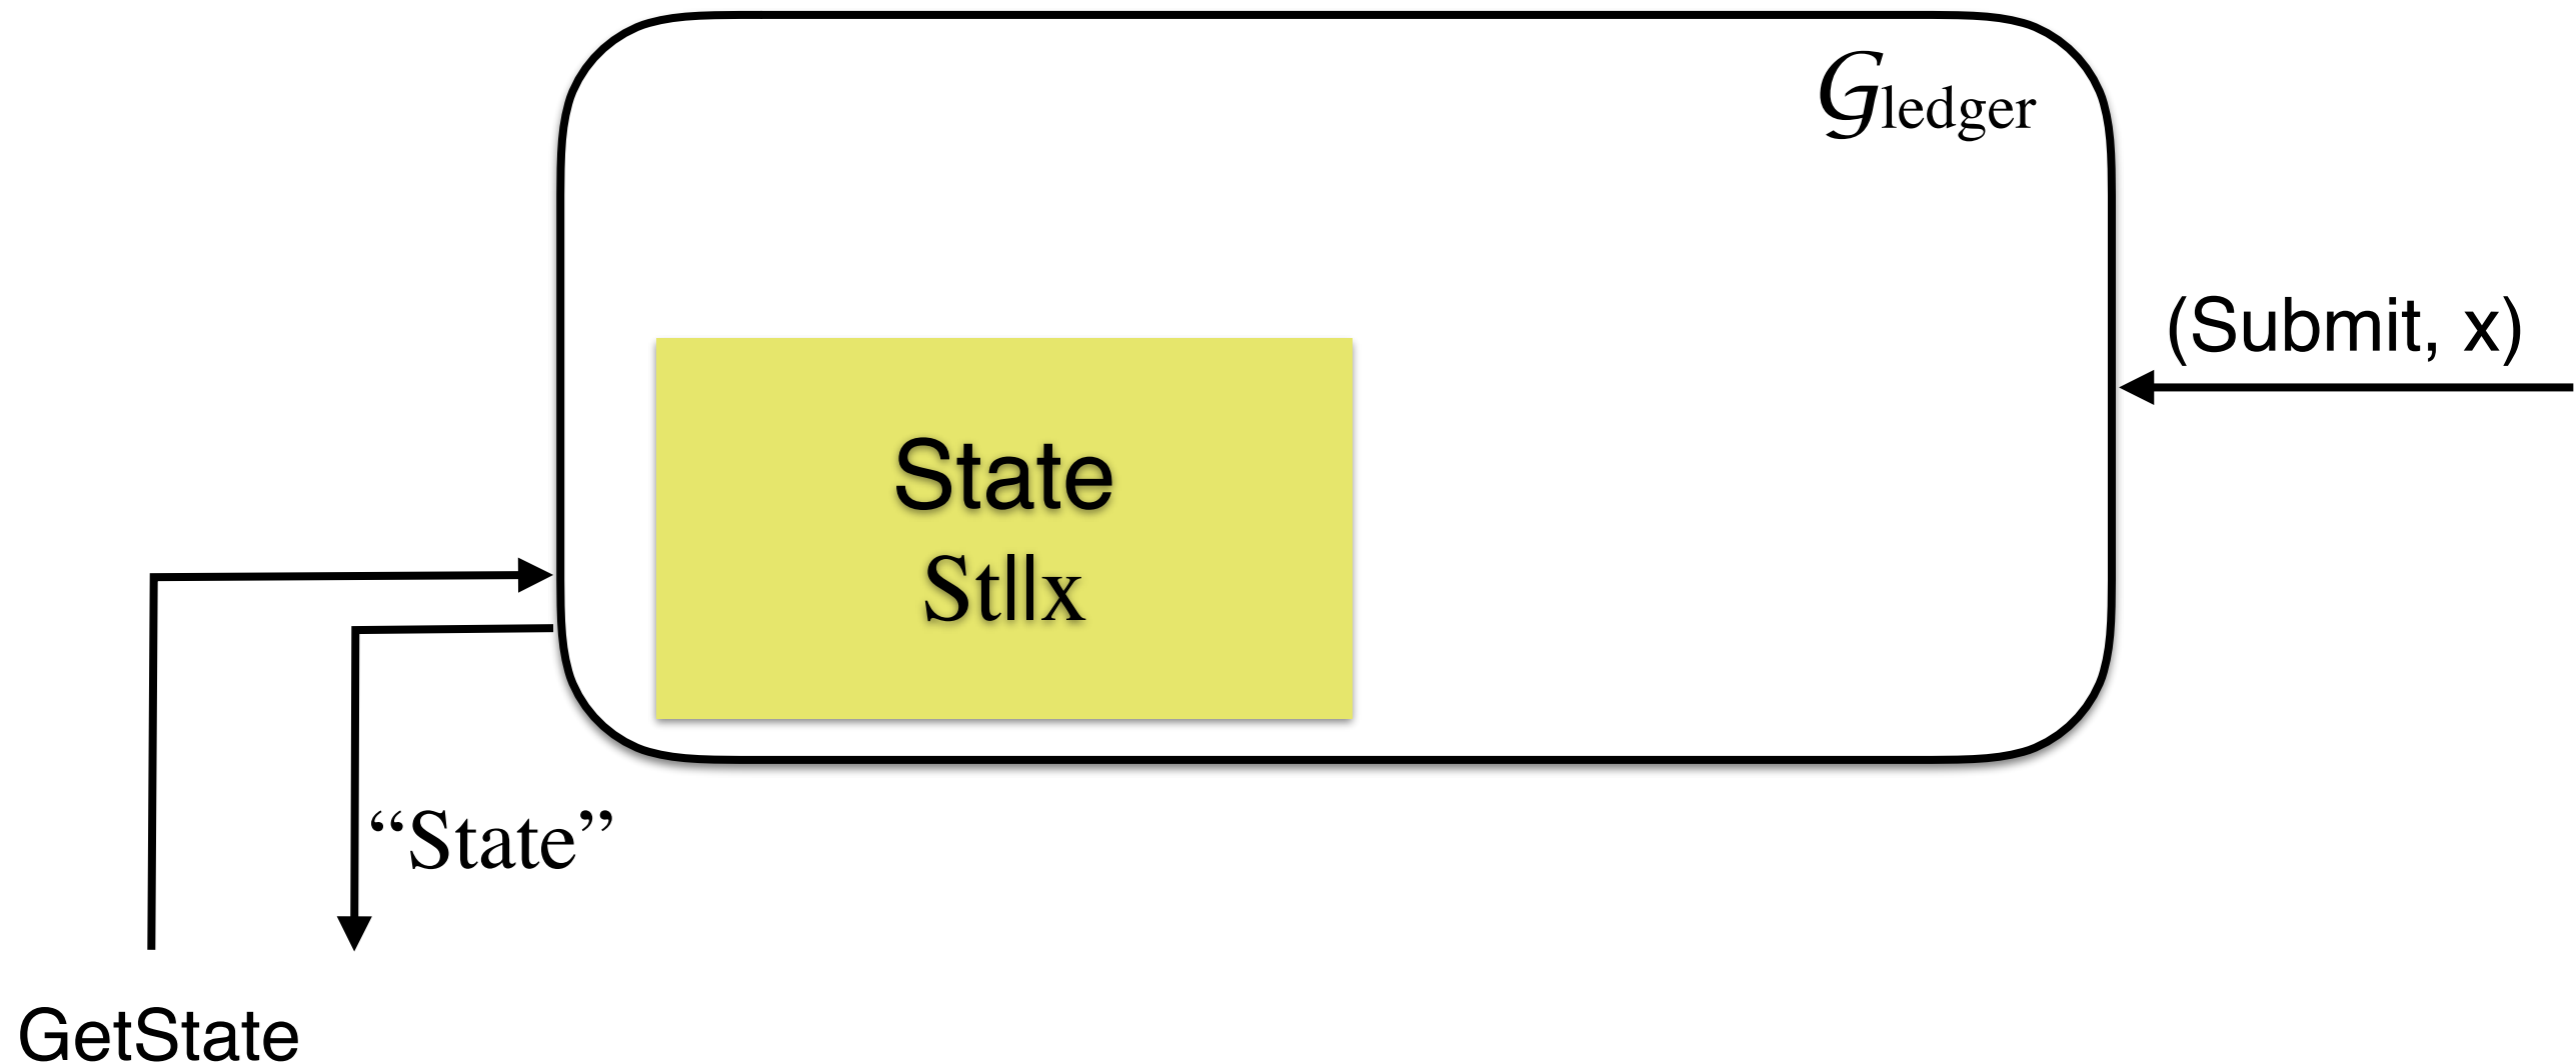 𝒢ledger
(Submit, x)
State
St||x
“State”
GetState